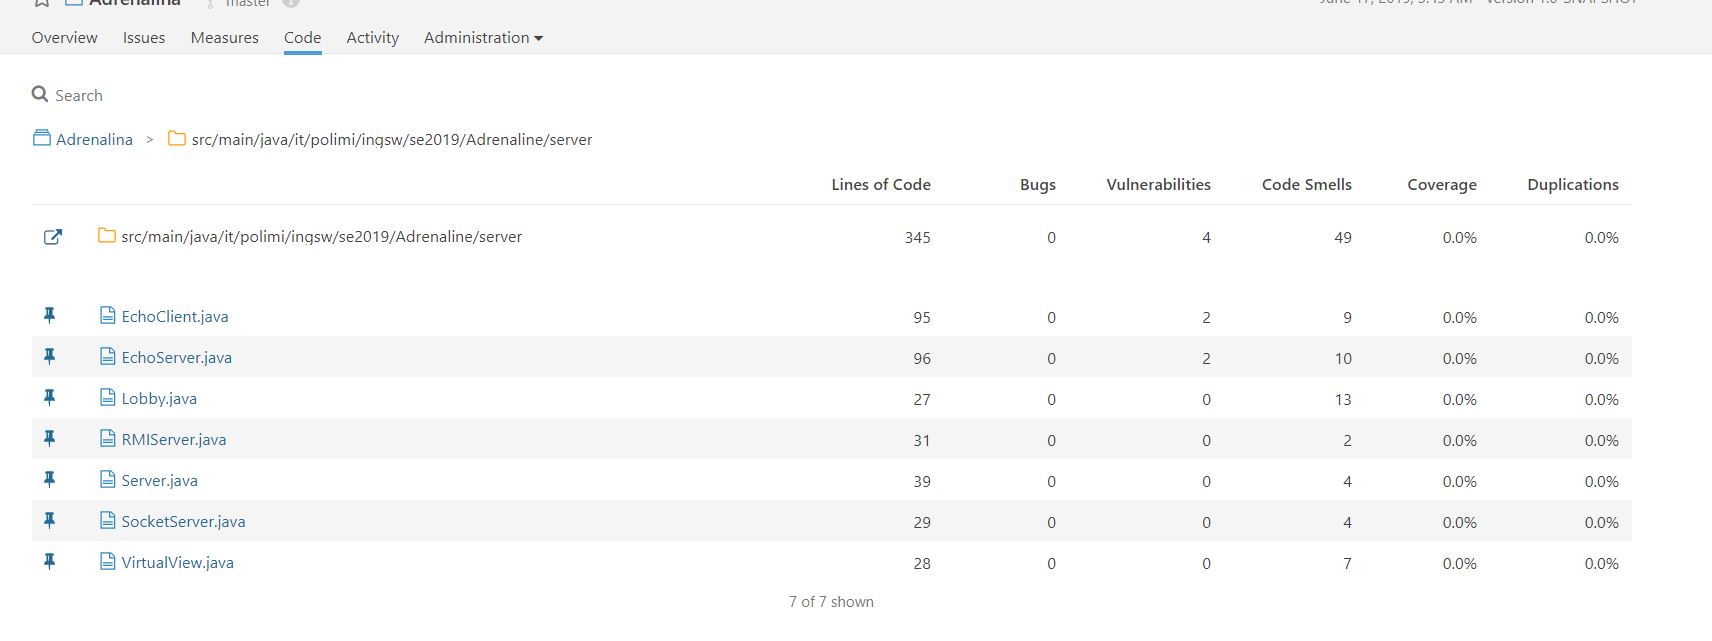 Adrenalina master
Overview Issues Measures Code Activity Administration
Search
Adrenalina > src/main/java/it/polimi/ingsw/se2019/Adrenaline/server
Lines of Code Bugs Vulnerabilities Code Smells Coverage Duplications
src/main/java/it/polimi/ingsw/se2019/Adrenaline/server 345 0 4 49 0.0% 0.0%
EchoClient.java 95 0 2 9 0.0% 0.0%
EchoServer.java 96 0 2 10 0.0% 0.0%
Lobby.java 27 0 0 13 0.0% 0.0%
RMIServer.java 31 0 0 2 0.0% 0.0%
Server.java 39 0 0 4 0.0% 0.0%
SocketServer.java 29 0 0 4 0.0% 0.0%
VirtualView.java 28 0 0 7 0.0% 0.0%
7 of 7 shown